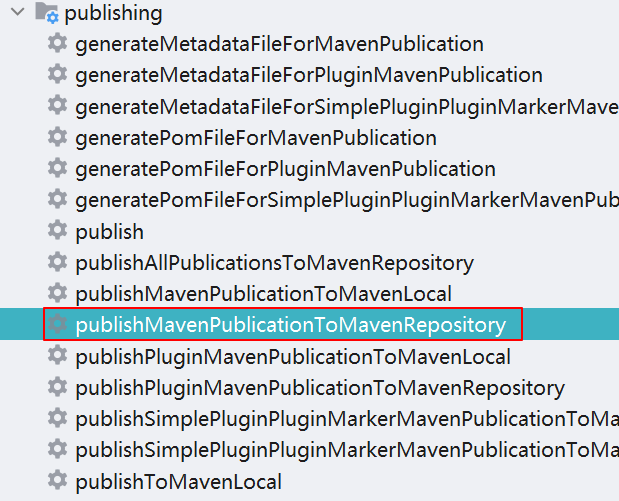 publishing
generateMetadataFileForMavenPublication
generateMetadataFileForPluginMavenPublication
generateMetadataFileForSimplePluginPluginMarkerMave
generatePomFileForMavenPublication
generatePomFileForPluginMavenPublication
generatePomFileForSimplePluginPluginMarkerMavenPub
publish
publishAllPublicationsToMavenRepository
publishMavenPublicationToMavenLocal
publishMavenPublicationToMavenRepository
publishPluginMavenPublicationToMavenLocal
publishPluginMavenPublicationToMavenRepository
publishSimplePluginPluginMarkerMavenPublicationToMa
publishSimplePluginPluginMarkerMavenPublicationToMa
publishToMavenLocal